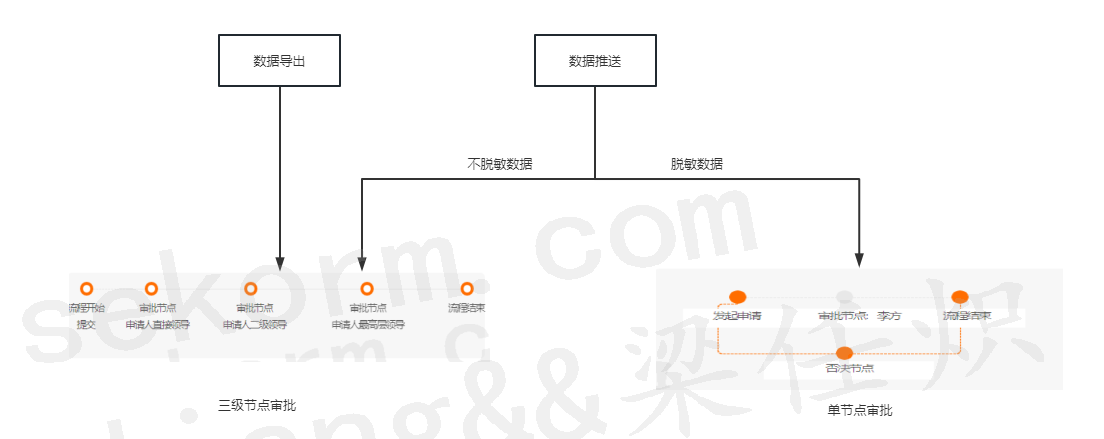 数据导出
数据推送
不脱敏数据
脱敏数据
流程开始
提交
审批节点
申请人直接领导
审批节点
申请人二级领导
审批节点
申请人最高层领导
流程结束
发起申请
审批节点: 李方
流程结束
否决节点
三级节点审批
单节点审批
sekorm.com